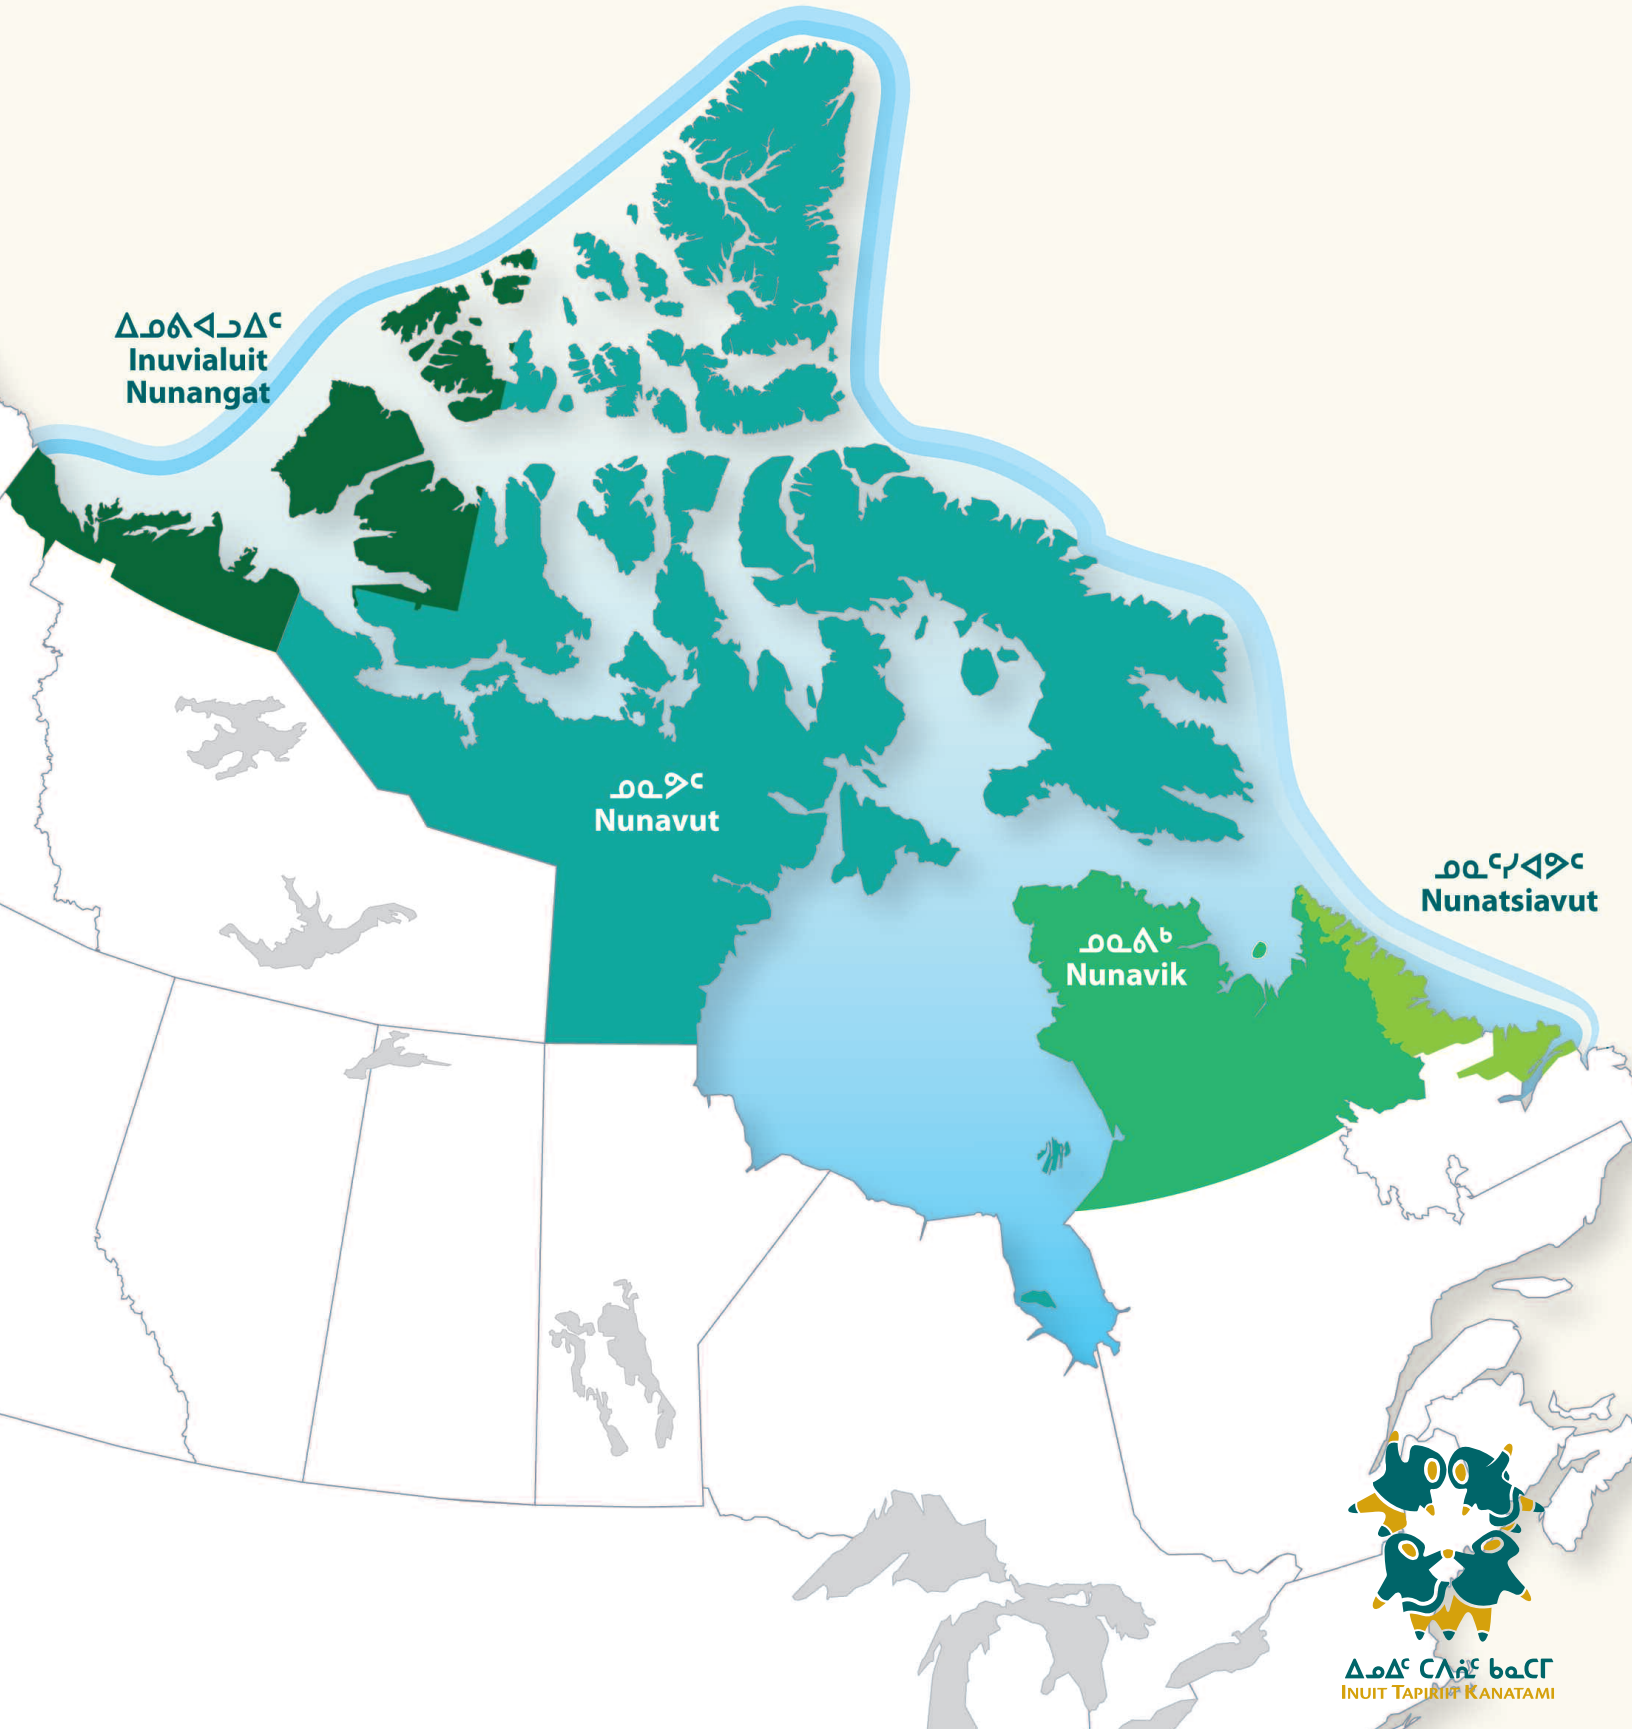 ᐃᓄᕕᐊᓗᐃᑦ
Inuvialuit
Nunangat
ᓄᓇᕗᑦ
Nunavut
ᓄᓇᑦᓯᐊᕗᑦ
Nunatsiavut
ᓄᓇᕕᒃ
Nunavik
ᐃᓄᐃᑦ ᑕᐱᕇᑦ ᑲᓇᑕᒥ
INUIT TAPIRIIT KANATAMI